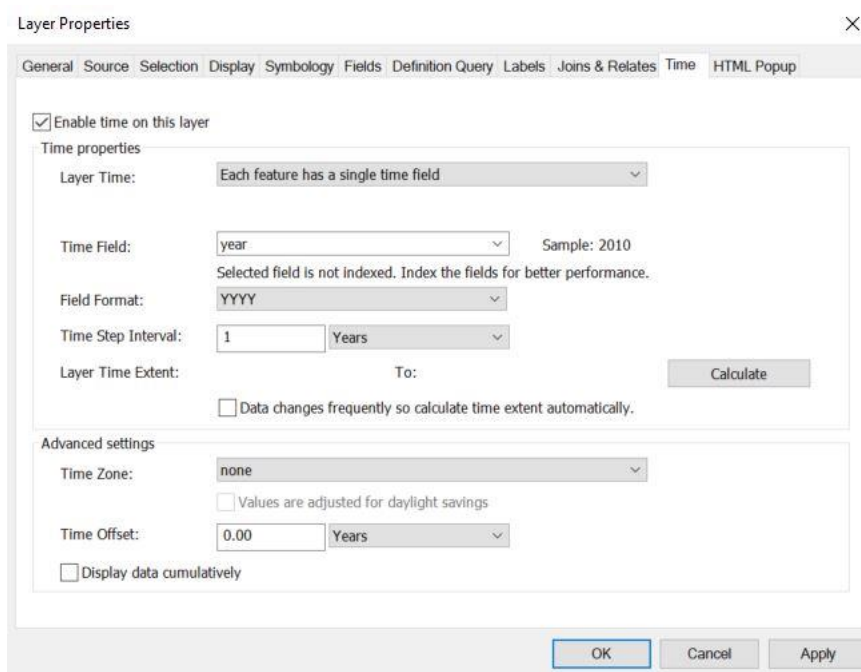 Layer Properties
General Source Selection Display Symbology Fields Definition Query Labels Joins & Relates Time HTML Popup
Enable time on this layer
Time properties
Layer Time: Each feature has a single time field
Time Field: year Sample: 2010
Selected field is not indexed. Index the fields for better performance.
Field Format: YYYY
Time Step Interval: 1 Years
Layer Time Extent: To: Calculate
Data changes frequently so calculate time extent automatically.
Advanced settings
Time Zone: none
Values are adjusted for daylight savings
Time Offset: 0.00 Years
Display data cumulatively
OK Cancel Apply